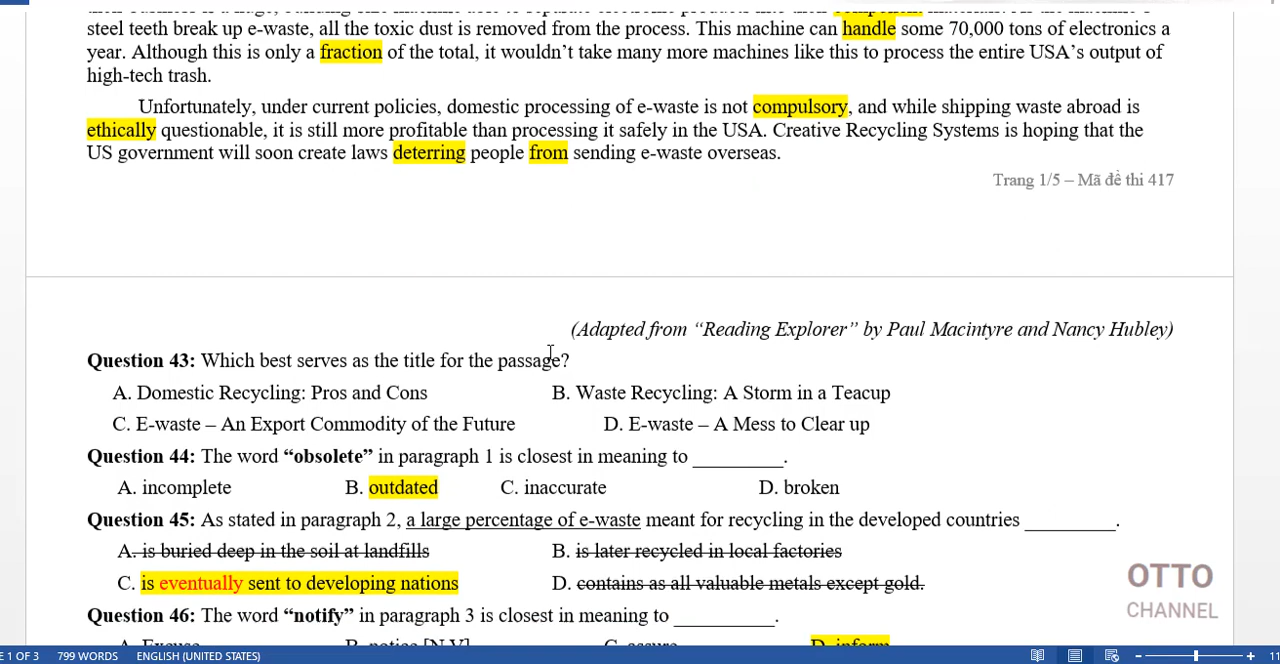 steel teeth break up e-waste, all the toxic dust is removed from the process. This machine can handle some 70,000 tons of electronics a
year. Although this is only a fraction of the total, it wouldn’t take many more machines like this to process the entire USA’s output of
high-tech trash.
Unfortunately, under current policies, domestic processing of e-waste is not compulsory, and while shipping waste abroad is
ethically questionable, it is still more profitable than processing it safely in the USA. Creative Recycling Systems is hoping that the
US government will soon create laws deterring people from sending e-waste overseas.
Trang 1/5 – Mã đề thi 417
(Adapted from “Reading Explorer” by Paul Macintyre and Nancy Hubley)
Question 43: Which best serves as the title for the passage?
A. Domestic Recycling: Pros and Cons B. Waste Recycling: A Storm in a Teacup
C. E-waste – An Export Commodity of the Future D. E-waste – A Mess to Clear up
Question 44: The word “obsolete” in paragraph 1 is closest in meaning to _________.
A. incomplete B. outdated C. inaccurate D. broken
Question 45: As stated in paragraph 2, a large percentage of e-waste meant for recycling in the developed countries _________.
A. is buried deep in the soil at landfills B. is later recycled in local factories
C. is eventually sent to developing nations D. contains as all valuable metals except gold.
OTTO
CHANNEL
Question 46: The word “notify” in paragraph 3 is closest in meaning to __________.
A. Excuse B. notice [N,V] C. assure D. inform
E 1 OF 3 799 WORDS ENGLISH (UNITED STATES) 11